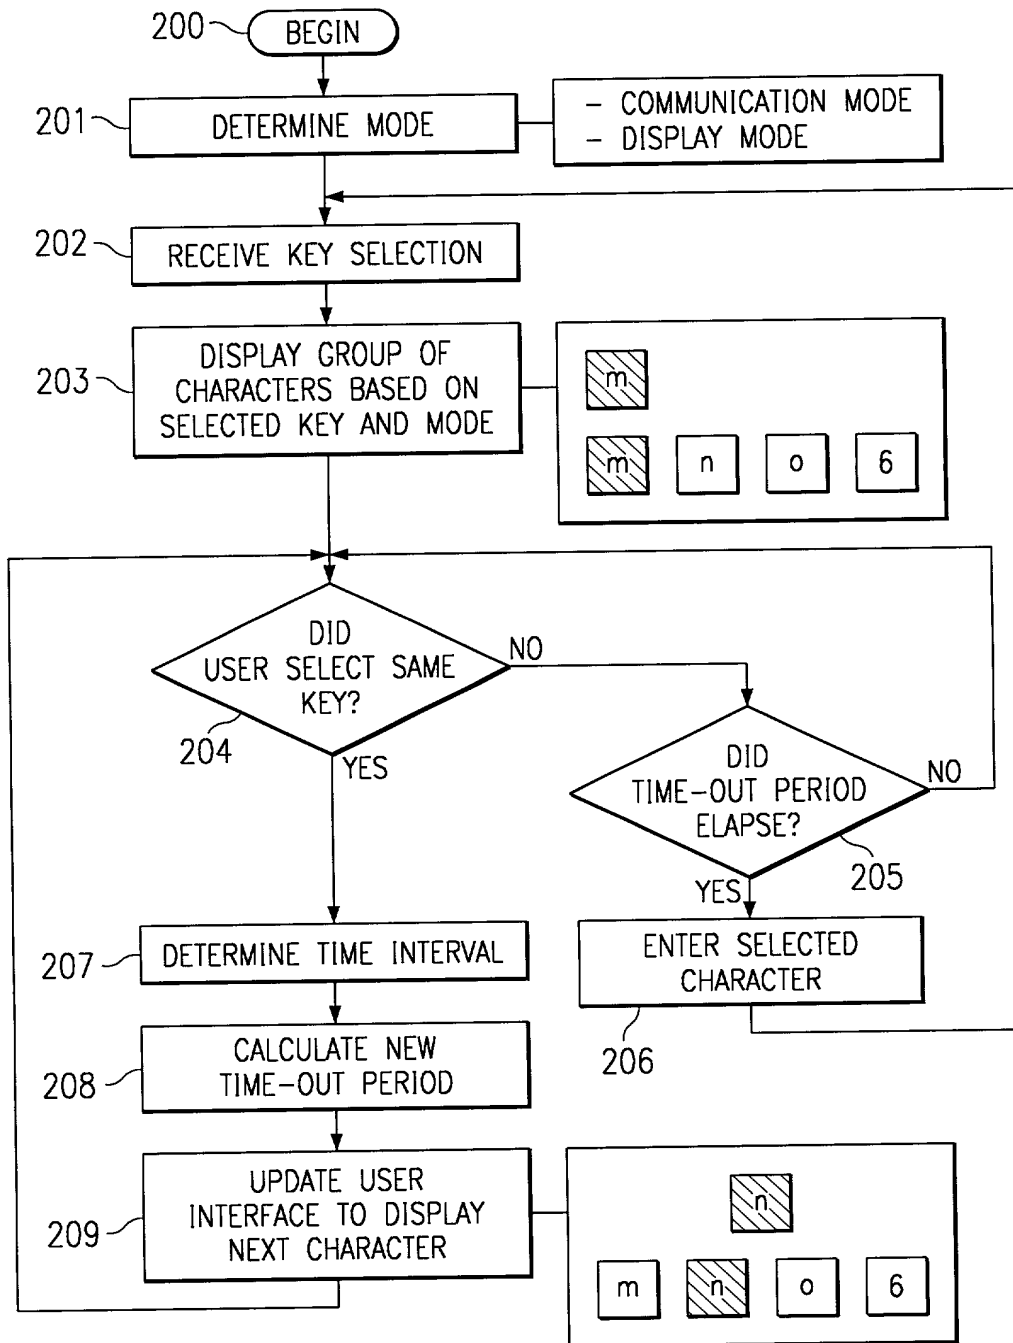 200
BEGIN
201
DETERMINE MODE
- COMMUNICATION MODE
- DISPLAY MODE
202
RECEIVE KEY SELECTION
203
DISPLAY GROUP OF
CHARACTERS BASED ON
SELECTED KEY AND MODE
m
m n o 6
DID
USER SELECT SAME
KEY?
NO
204
YES
DID
TIME-OUT PERIOD
ELAPSE?
NO
205
YES
ENTER SELECTED
CHARACTER
206
207
DETERMINE TIME INTERVAL
208
CALCULATE NEW
TIME-OUT PERIOD
209
UPDATE USER
INTERFACE TO DISPLAY
NEXT CHARACTER
n
m n o 6